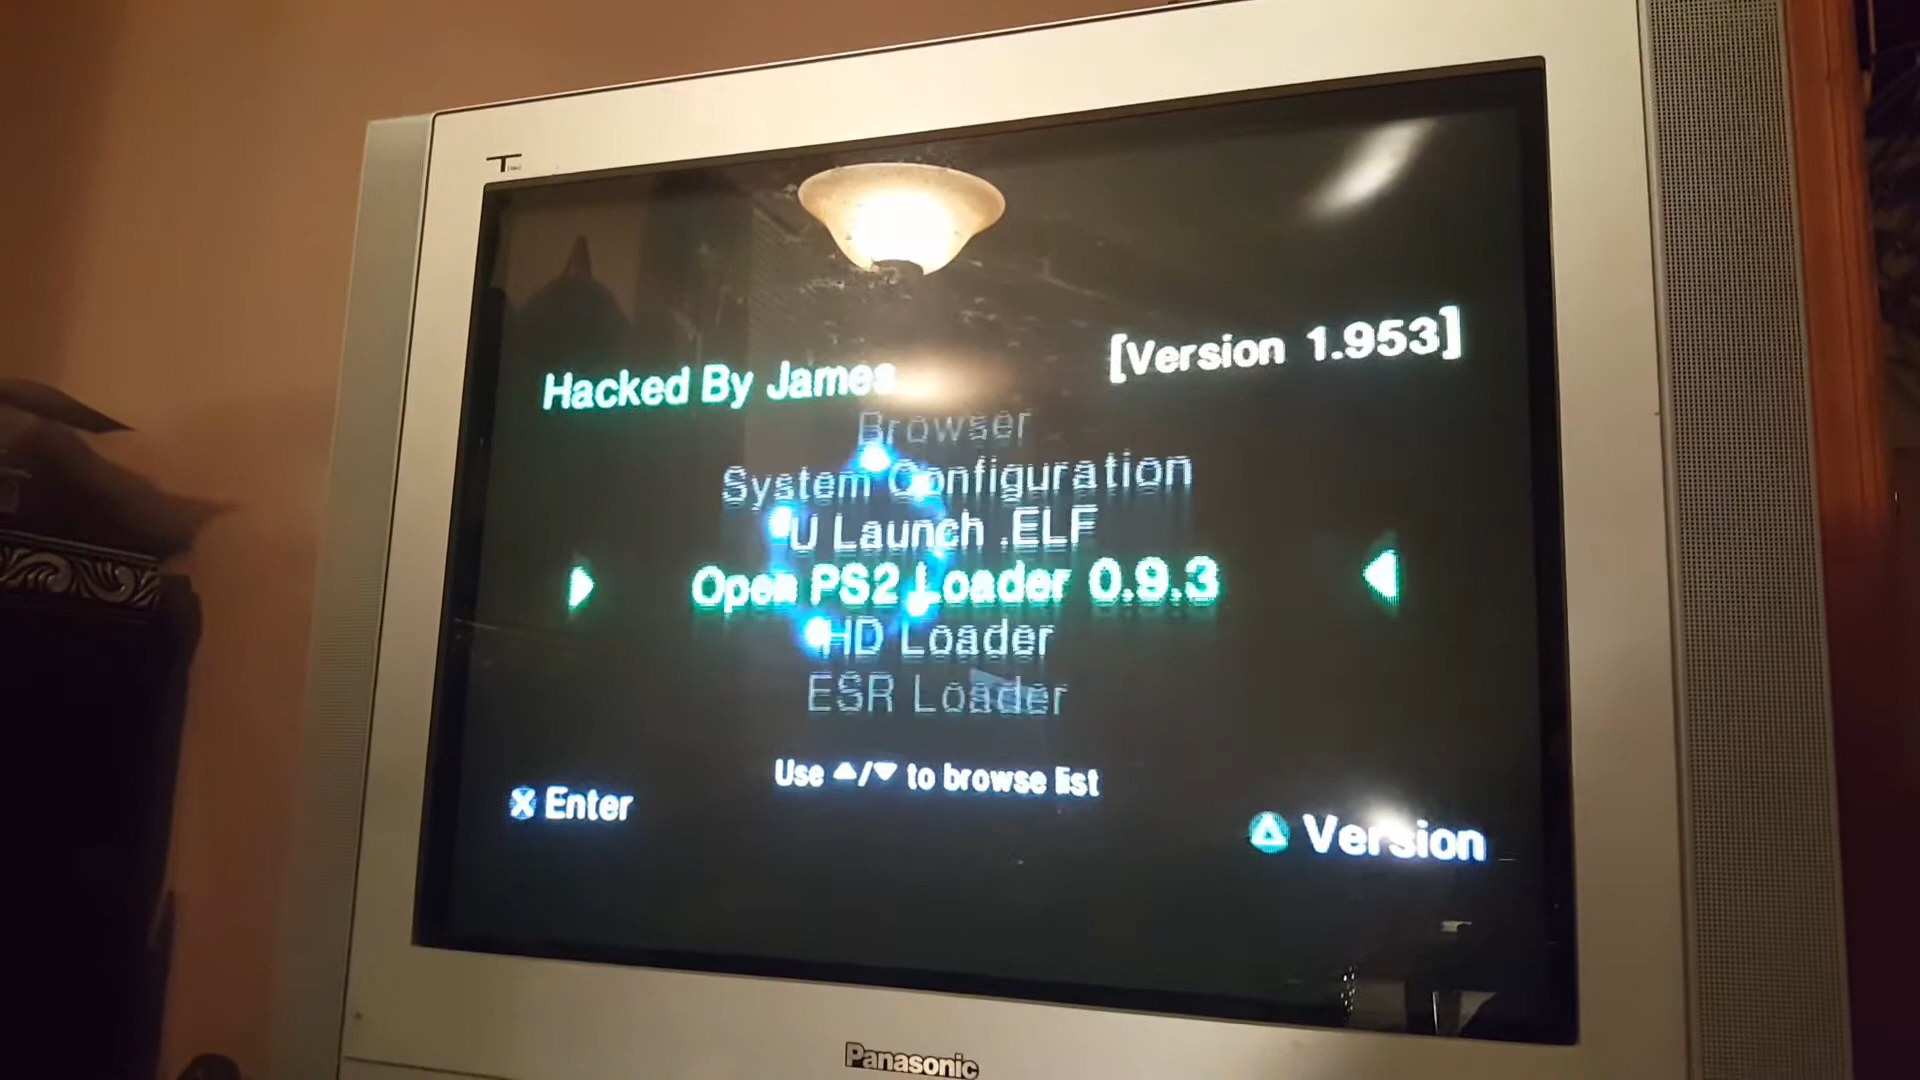 T
Hacked By James
[Version 1.953]
Browser
System Configuration
U Launch .ELF
Open PS2 Loader 0.9.3
HD Loader
ESR Loader
Use ▲/▼ to browse list
X Enter
△ Version
Panasonic